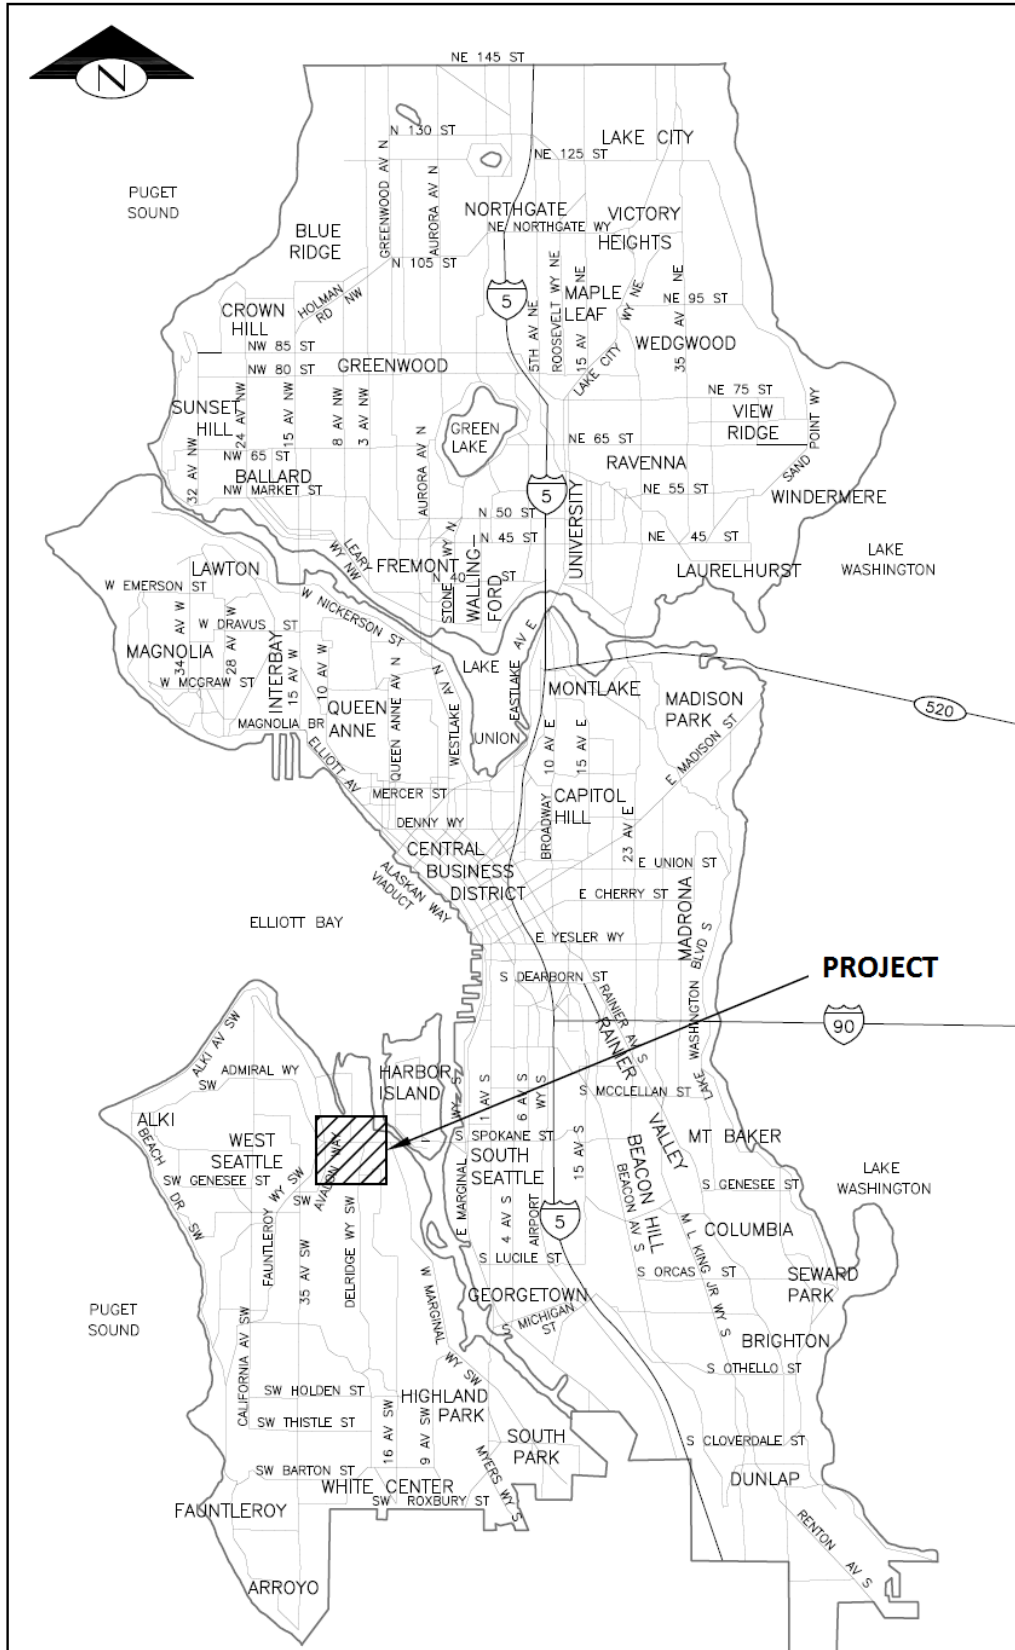 N
NE 145 ST
N 130 ST
LAKE CITY
NE 125 ST
PUGET
SOUND
GREENWOOD AV N
AURORA AV N
NORTHGATE
VICTORY
HEIGHTS
NE NORTHGATE WY
BLUE
RIDGE
N 105 ST
HOLMAN
RD NW
5
5TH AV NE
ROOSEVELT WY NE
15 AV NE
MAPLE
LEAF
LAKE CITY WY NE
35 AV NE
NE 95 ST
CROWN
HILL
NW 85 ST
WEDGWOOD
NW 80 ST
GREENWOOD
NE 75 ST
SUNSET
HILL
24 AV NW
15 AV NW
8 AV NW
3 AV NW
GREEN
LAKE
VIEW
RIDGE
SAND POINT WY
NE 65 ST
NW 65 ST
32 AV NW
AURORA AV N
RAVENNA
BALLARD
NW MARKET ST
5
NE 55 ST
WINDERMERE
UNIVERSITY
N 50 ST
N 45 ST
NE 45 ST
LEARY
WY NW
FREMONT
STONE WY N
WALLING-
FORD
N 40 ST
LAURELHURST
LAKE
WASHINGTON
LAWTON
W EMERSON ST
W NICKERSON ST
34 AV W
28 AV W
W DRAVUS ST
MAGNOLIA
W MCGRAW ST
INTERBAY
15 AV W
10 AV W
QUEEN
ANNE
QUEEN ANNE AV N
WESTLAKE AV N
LAKE
UNION
EASTLAKE AV E
MONTLAKE
MADISON
PARK
520
MAGNOLIA BR
ELLIOTT AV
10 AV E
15 AV E
E MADISON ST
MERCER ST
BROADWAY
CAPITOL
HILL
23 AV E
DENNY WY
CENTRAL
BUSINESS
DISTRICT
E UNION ST
ALASKAN WAY
VIADUCT
E CHERRY ST
MADRONA
ELLIOTT BAY
E YESLER WY
LAKE WASHINGTON BLVD S
PROJECT
S DEARBORN ST
RAINIER AV S
RAINIER
VALLEY
90
ALKI AV SW
SW ADMIRAL WY
HARBOR
ISLAND
1 AV S
6 AV S
AIRPORT WY S
S MCCLELLAN ST
ALKI
BEACH DR SW
WEST
SEATTLE
AVALON WAY
S SPOKANE ST
E MARGINAL WY S
SOUTH
SEATTLE
15 AV S
BEACON HILL
BEACON AV S
MT BAKER
SW GENESEE ST
SW
FAUNTLEROY WY SW
35 AV SW
DELRIDGE WY SW
4 AV S
5
S GENESEE ST
LAKE
WASHINGTON
M L KING JR WY S
COLUMBIA
S LUCILE ST
S ORCAS ST
SEWARD
PARK
PUGET
SOUND
W MARGINAL WY SW
GEORGETOWN
S MICHIGAN
ST
BRIGHTON
CALIFORNIA AV SW
S OTHELLO ST
SW HOLDEN ST
HIGHLAND
PARK
SW THISTLE ST
16 AV SW
9 AV SW
MYERS WY S
SOUTH
PARK
S CLOVERDALE ST
SW BARTON ST
WHITE CENTER
DUNLAP
SW ROXBURY ST
FAUNTLEROY
RENTON AV S
ARROYO